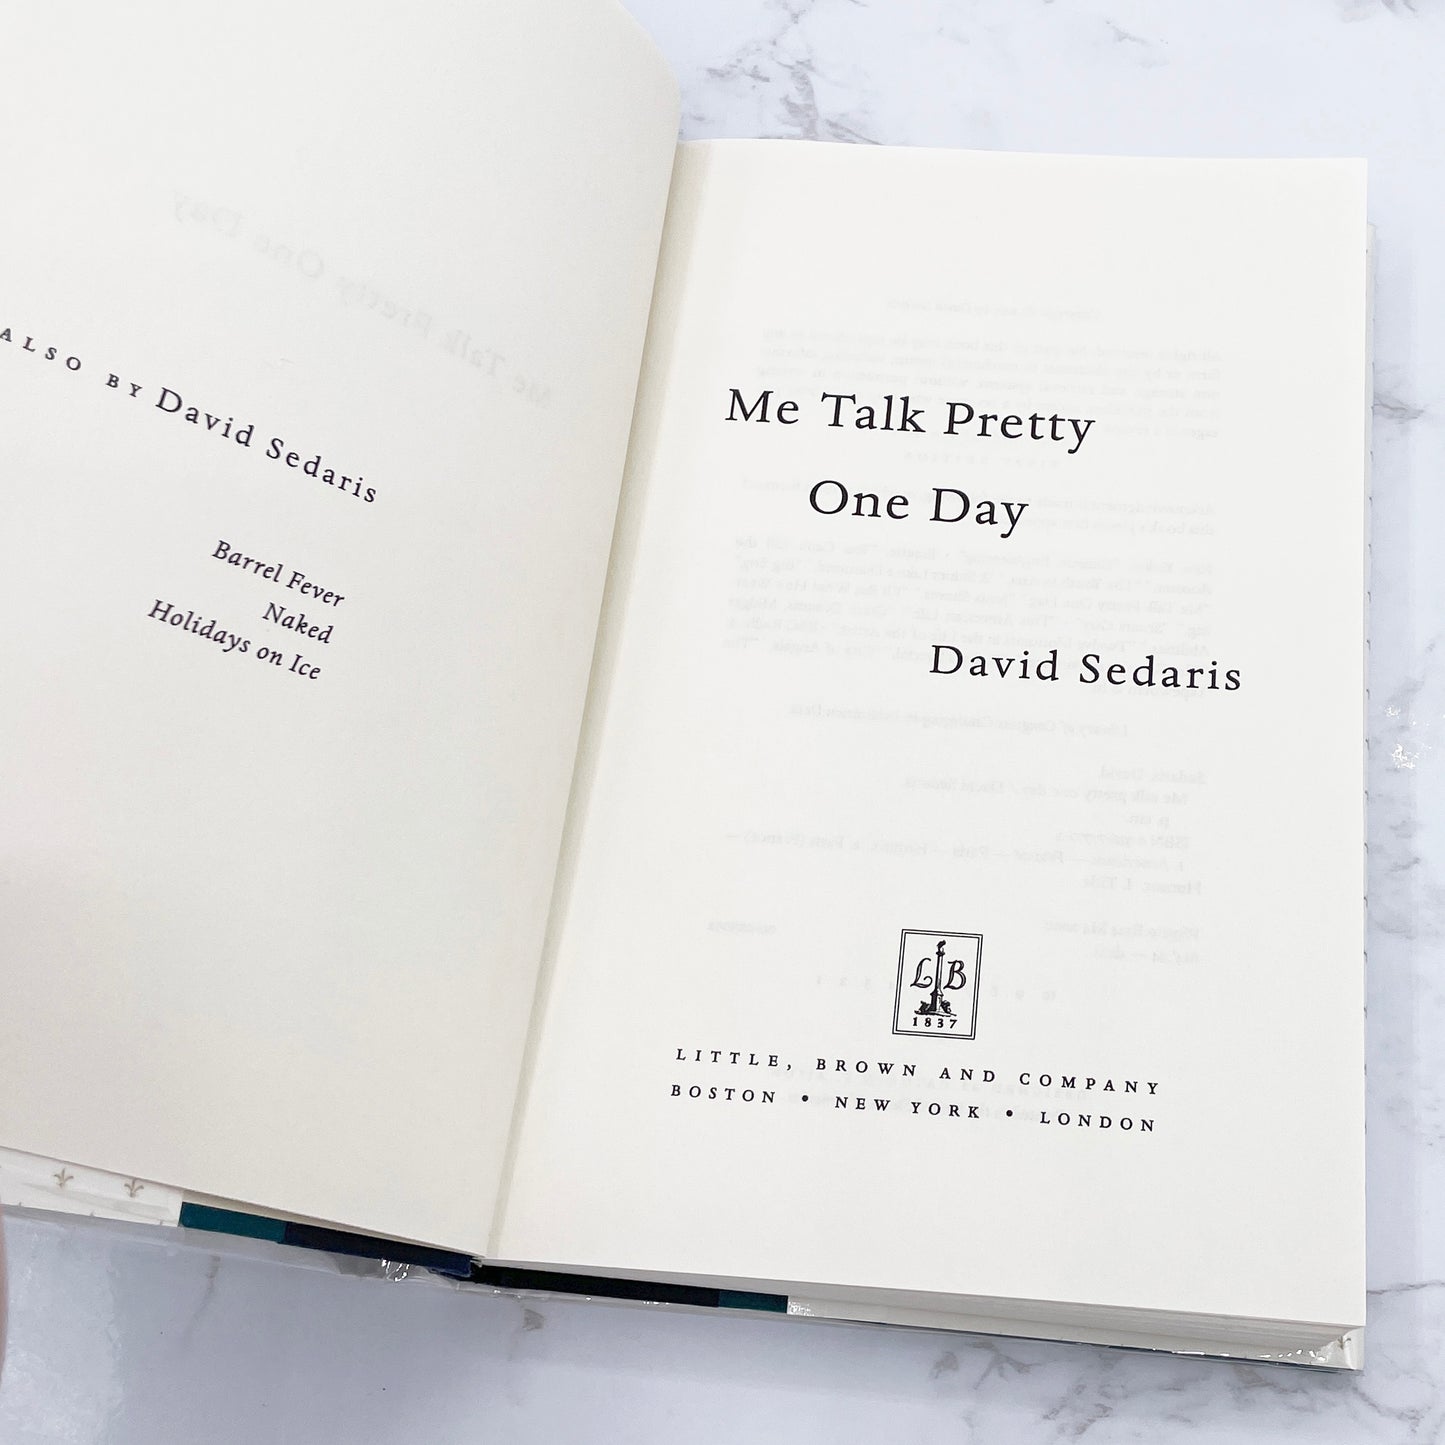 ALSO BY David Sedaris
Barrel Fever
Naked
Holidays on Ice
Me Talk Pretty
One Day
David Sedaris
L B
1837
LITTLE, BROWN AND COMPANY
BOSTON • NEW YORK • LONDON